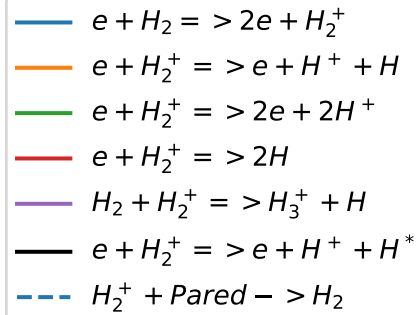 e + H₂ => 2e + H₂⁺
e + H₂⁺ => e + H⁺ + H
e + H₂⁺ => 2e + 2H⁺
e + H₂⁺ => 2H
H₂ + H₂⁺ => H₃⁺ + H
e + H₂⁺ => e + H⁺ + H*
H₂⁺ + Pared -> H₂